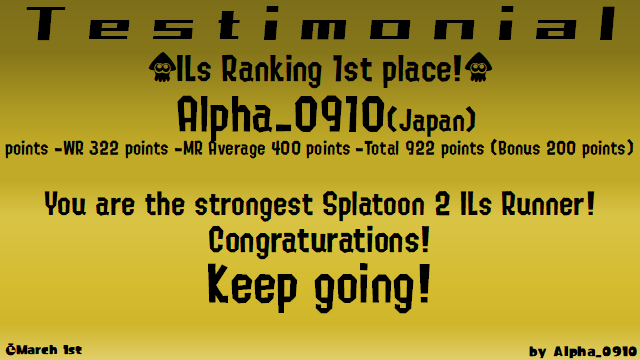 Testimonial
ILs Ranking 1st place!
Alpha_0910(Japan)
points -WR 322 points -MR Average 400 points -Total 922 points (Bonus 200 points)
You are the strongest Splatoon 2 ILs Runner!
Congraturations!
Keep going!
March 1st
by Alpha_0910